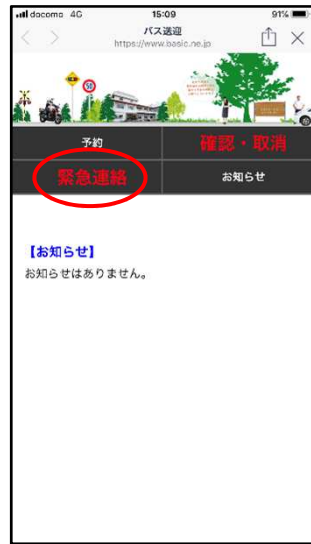 docomo 4G 15:09 91%
バス送迎
https://www.basic.ne.jp
50
予約 確認・取消
緊急連絡 お知らせ
【お知らせ】
お知らせはありません。